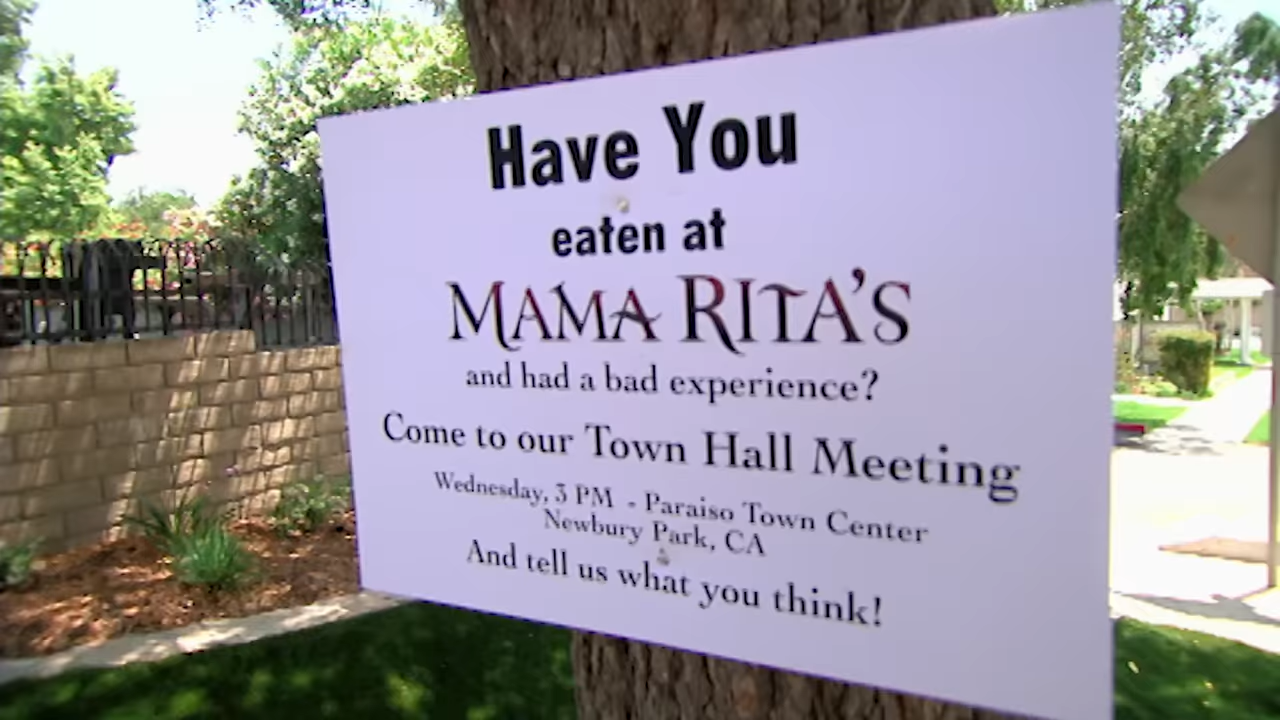 Have You
eaten at
MAMA RITA'S
and had a bad experience?
Come to our Town Hall Meeting
Wednesday, 3 PM - Paraiso Town Center
Newbury Park, CA
And tell us what you think!